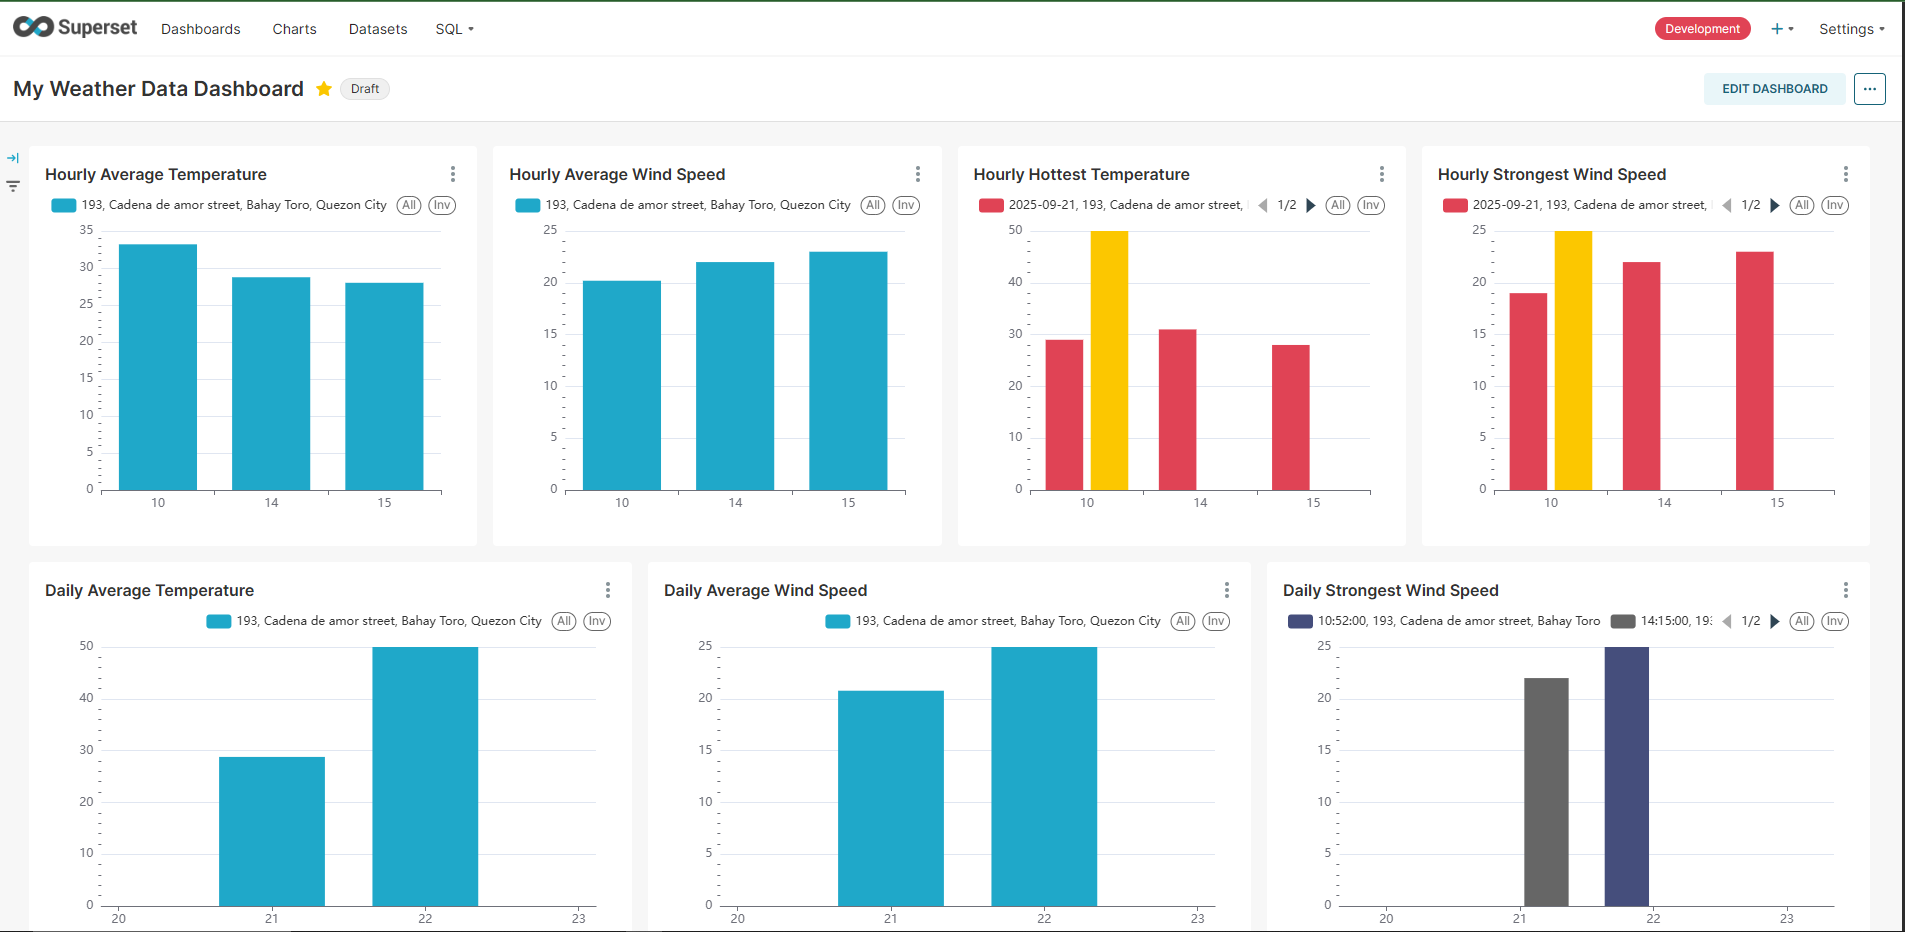 Superset Dashboards Charts Datasets SQL Development + Settings
My Weather Data Dashboard Draft EDIT DASHBOARD ...
Hourly Average Temperature
193, Cadena de amor street, Bahay Toro, Quezon City All Inv
35
30
25
20
15
10
5
0
10 14 15
Hourly Average Wind Speed
193, Cadena de amor street, Bahay Toro, Quezon City All Inv
25
20
15
10
5
0
10 14 15
Hourly Hottest Temperature
2025-09-21, 193, Cadena de amor street, 1/2 All Inv
50
40
30
20
10
0
10 14 15
Hourly Strongest Wind Speed
2025-09-21, 193, Cadena de amor street, 1/2 All Inv
25
20
15
10
5
0
10 14 15
Daily Average Temperature
193, Cadena de amor street, Bahay Toro, Quezon City All Inv
50
40
30
20
10
0
20 21 22 23
Daily Average Wind Speed
193, Cadena de amor street, Bahay Toro, Quezon City All Inv
25
20
15
10
5
0
20 21 22 23
Daily Strongest Wind Speed
10:52:00, 193, Cadena de amor street, Bahay Toro 14:15:00, 193 1/2 All Inv
25
20
15
10
5
0
20 21 22 23